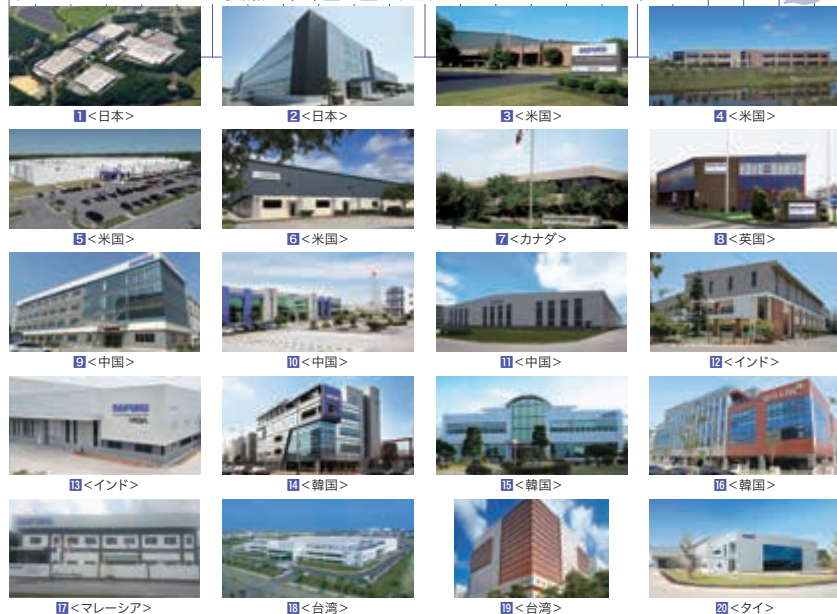 1<日本>
2<日本>
3<米国>
4<米国>
5<米国>
6<米国>
7<カナダ>
8<英国>
9<中国>
10<中国>
11<中国>
12<インド>
DAIFUKU
13<インド>
14<韓国>
15<韓国>
16<韓国>
17<マレーシア>
18<台湾>
19<台湾>
20<タイ>